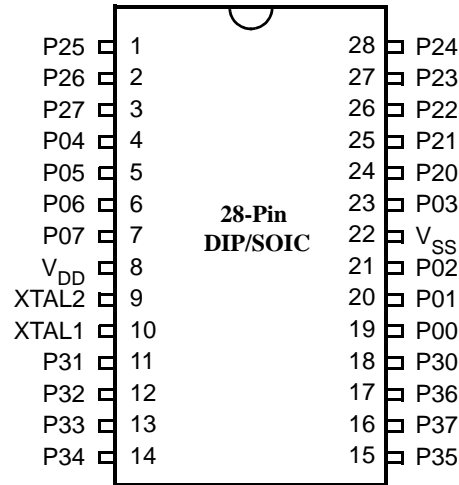 P25 1 28 P24
P26 2 27 P23
P27 3 26 P22
P04 4 25 P21
P05 5 24 P20
P06 6 23 P03
28-Pin
DIP/SOIC
P07 7 22 VSS
VDD 8 21 P02
XTAL2 9 20 P01
XTAL1 10 19 P00
P31 11 18 P30
P32 12 17 P36
P33 13 16 P37
P34 14 15 P35